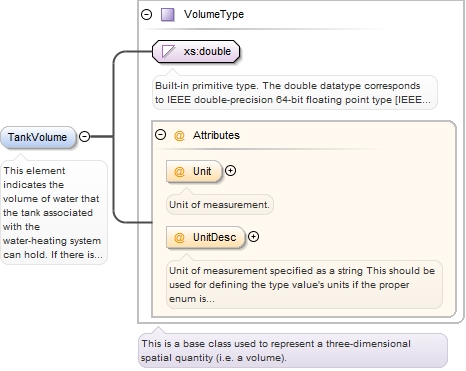 VolumeType
xs:double
Built-in primitive type. The double datatype corresponds
to IEEE double-precision 64-bit floating point type [IEEE...
TankVolume
This element
indicates the
volume of water that
the tank associated
with the
water-heating system
can hold. If there is...
@ Attributes
@ Unit
Unit of measurement.
@ UnitDesc
Unit of measurement specified as a string This should be
used for defining the type value's units if the proper
enum is...
This is a base class used to represent a three-dimensional
spatial quantity (i.e. a volume).